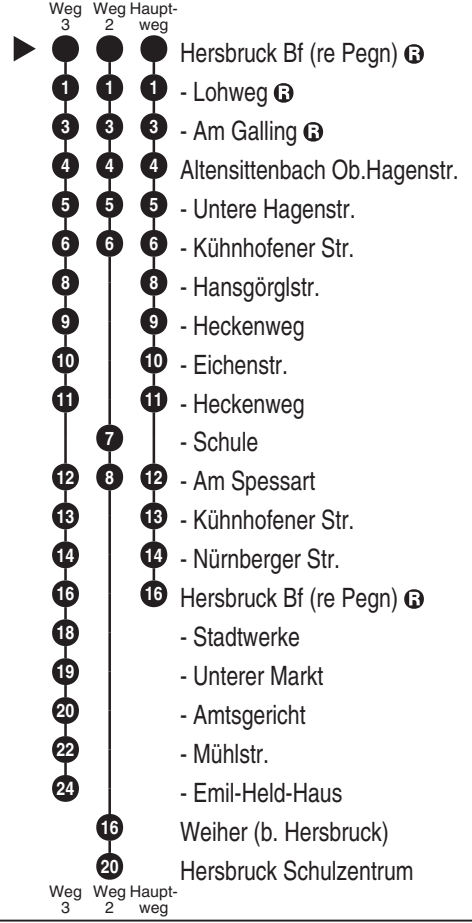 Weg Weg Haupt-
3 2 weg
Hersbruck Bf (re Pegn) R
1 1 1 - Lohweg R
3 3 3 - Am Galling R
4 4 4 Altensittenbach Ob.Hagenstr.
5 5 5 - Untere Hagenstr.
6 6 6 - Kühnhofener Str.
8 8 - Hansgörglstr.
9 9 - Heckenweg
10 10 - Eichenstr.
11 11 - Heckenweg
7 - Schule
12 8 12 - Am Spessart
13 13 - Kühnhofener Str.
14 14 - Nürnberger Str.
16 16 Hersbruck Bf (re Pegn) R
18 - Stadtwerke
19 - Unterer Markt
20 - Amtsgericht
22 - Mühlstr.
24 - Emil-Held-Haus
16 Weiher (b. Hersbruck)
20 Hersbruck Schulzentrum
Weg Weg Haupt-
3 2 weg